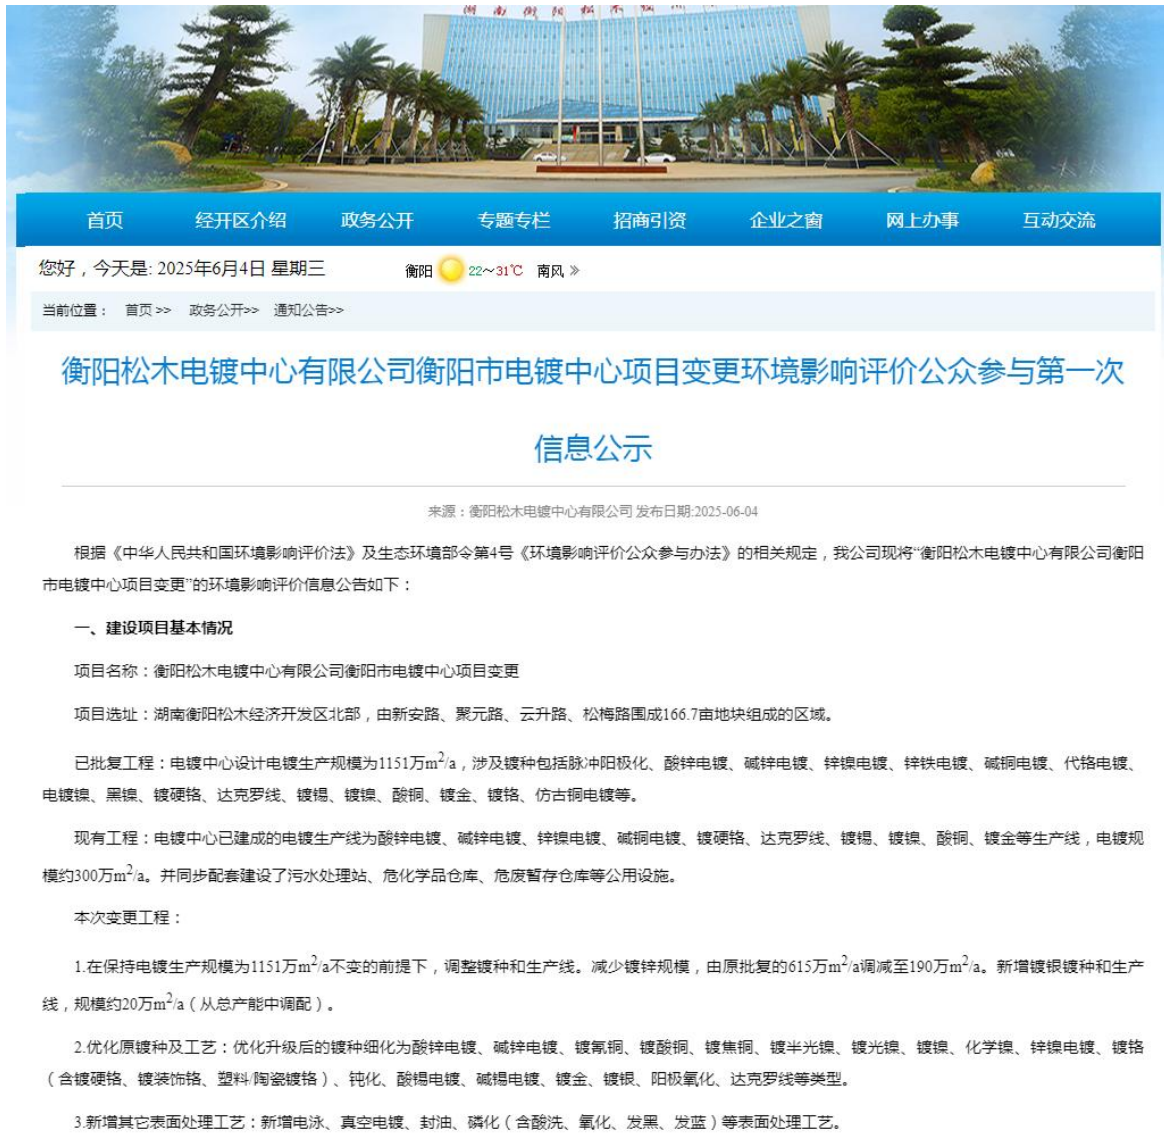 湖南衡阳松木
首页 经开区介绍 政务公开 专题专栏 招商引资 企业之窗 网上办事 互动交流
您好，今天是: 2025年6月4日 星期三 衡阳 22～31℃ 南风 »
当前位置： 首页>> 政务公开>> 通知公告>>
衡阳松木电镀中心有限公司衡阳市电镀中心项目变更环境影响评价公众参与第一次
信息公示
来源：衡阳松木电镀中心有限公司 发布日期:2025-06-04
根据《中华人民共和国环境影响评价法》及生态环境部令第4号《环境影响评价公众参与办法》的相关规定，我公司现将“衡阳松木电镀中心有限公司衡阳
市电镀中心项目变更”的环境影响评价信息公告如下：
一、建设项目基本情况
项目名称：衡阳松木电镀中心有限公司衡阳市电镀中心项目变更
项目选址：湖南衡阳松木经济开发区北部，由新安路、聚元路、云升路、松梅路围成166.7亩地块组成的区域。
已批复工程：电镀中心设计电镀生产规模为1151万m²/a，涉及镀种包括脉冲阳极化、酸锌电镀、碱锌电镀、锌镍电镀、锌铁电镀、碱铜电镀、代铬电镀、
电镀镍、黑镍、镀硬铬、达克罗线、镀锡、镀镍、酸铜、镀金、镀铬、仿古铜电镀等。
现有工程：电镀中心已建成的电镀生产线为酸锌电镀、碱锌电镀、锌镍电镀、碱铜电镀、镀硬铬、达克罗线、镀锡、镀镍、酸铜、镀金等生产线，电镀规
模约300万m²/a。并同步配套建设了污水处理站、危化学品仓库、危废暂存仓库等公用设施。
本次变更工程：
1.在保持电镀生产规模为1151万m²/a不变的前提下，调整镀种和生产线。减少镀锌规模，由原批复的615万m²/a调减至190万m²/a。新增镀银镀种和生产
线，规模约20万m²/a（从总产能中调配）。
2.优化原镀种及工艺：优化升级后的镀种细化为酸锌电镀、碱锌电镀、镀氰铜、镀酸铜、镀焦铜、镀半光镍、镀光镍、镀镍、化学镍、锌镍电镀、镀铬
（含镀硬铬、镀装饰铬、塑料/陶瓷镀铬）、钝化、酸锡电镀、碱锡电镀、镀金、镀银、阳极氧化、达克罗线等类型。
3.新增其它表面处理工艺：新增电泳、真空电镀、封油、磷化（含酸洗、氧化、发黑、发蓝）等表面处理工艺。